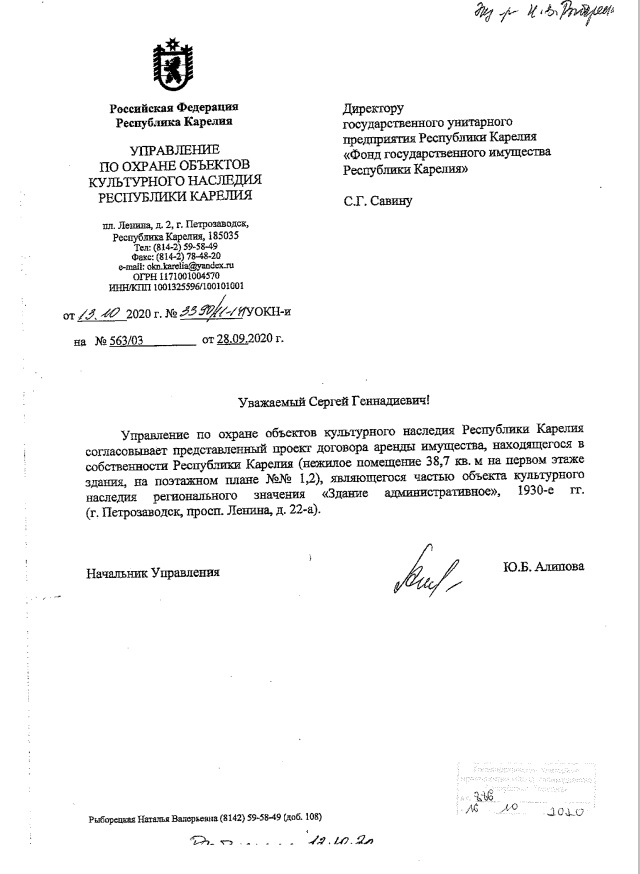 Российская Федерация
Республика Карелия
УПРАВЛЕНИЕ
ПО ОХРАНЕ ОБЪЕКТОВ
КУЛЬТУРНОГО НАСЛЕДИЯ
РЕСПУБЛИКИ КАРЕЛИЯ
пл. Ленина, д. 2, г. Петрозаводск,
Республика Карелия, 185035
Тел: (814-2) 59-58-49
Факс: (814-2) 78-48-20
e-mail: okn.karelia@yandex.ru
ОГРН 1171001004570
ИНН/КПП 1001325596/100101001
от 13.10 2020 г. № /УОКН-и
на № 563/03 от 28.09.2020 г.
Директору
государственного унитарного
предприятия Республики Карелия
«Фонд государственного имущества
Республики Карелия»
С.Г. Савину
Уважаемый Сергей Геннадиевич!
Управление по охране объектов культурного наследия Республики Карелия
согласовывает представленный проект договора аренды имущества, находящегося в
собственности Республики Карелия (нежилое помещение 38,7 кв. м на первом этаже
здания, на поэтажном плане №№ 1,2), являющегося частью объекта культурного
наследия регионального значения «Здание административное», 1930-е гг.
(г. Петрозаводск, просп. Ленина, д. 22-а).
Начальник Управления
Ю.Б. Алипова
16 10 2020
Рыборецкая Наталья Валорьевна (8142) 59-58-49 (доб. 108)